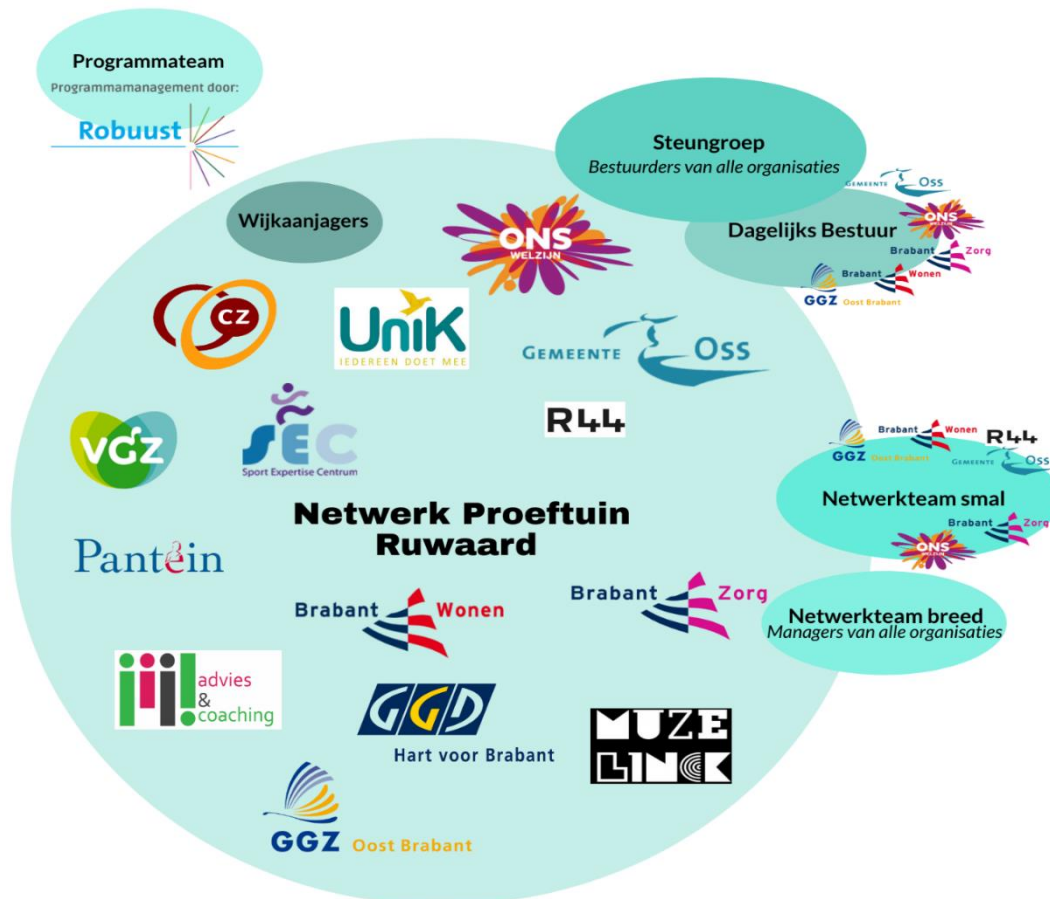 Programmateam
Programmamanagement door:
Robuust
Steungroep
Bestuurders van alle organisaties
GEMEENTE OSS
Dagelijks Bestuur
ONS
WELZIJN
Brabant Zorg
Brabant Wonen
GGZ Oost Brabant
Wijkaanjagers
ONS
WELZIJN
CZ
UniK
IEDEREEN DOET MEE
GEMEENTE OSS
VGZ
SEC
Sport Expertise Centrum
R44
GGZ Oost Brabant
Brabant Wonen
R44
GEMEENTE OSS
Netwerkteam smal
Brabant Zorg
ONS
WELZIJN
Netwerk Proeftuin
Ruwaard
Pantein
Brabant Wonen
Brabant Zorg
Netwerkteam breed
Managers van alle organisaties
iiij! advies
&
coaching
GGD
Hart voor Brabant
MUZE
LINCK
GGZ Oost Brabant